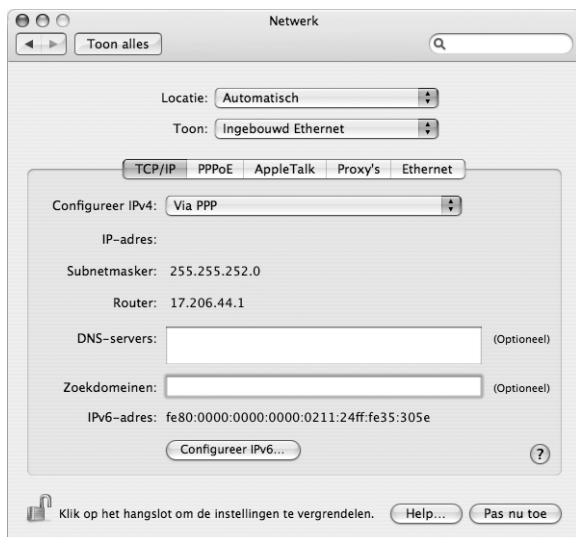 Netwerk
Toon alles
Locatie: Automatisch
Toon: Ingebouwd Ethernet
TCP/IP PPPoE AppleTalk Proxy's Ethernet
Configureer IPv4: Via PPP
IP-adres:
Subnetmasker: 255.255.252.0
Router: 17.206.44.1
DNS-servers: (Optioneel)
Zoekdomeinen: (Optioneel)
IPv6-adres: fe80:0000:0000:0000:0211:24ff:fe35:305e
Configureer IPv6... ?
Klik op het hangslot om de instellingen te vergrendelen. Help... Pas nu toe